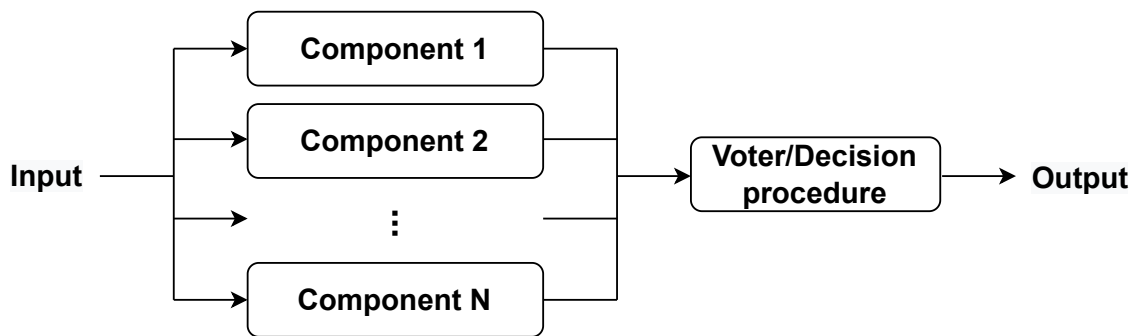 Component 1
Component 2
Input
Voter/Decision
procedure
Output
⋮
Component N